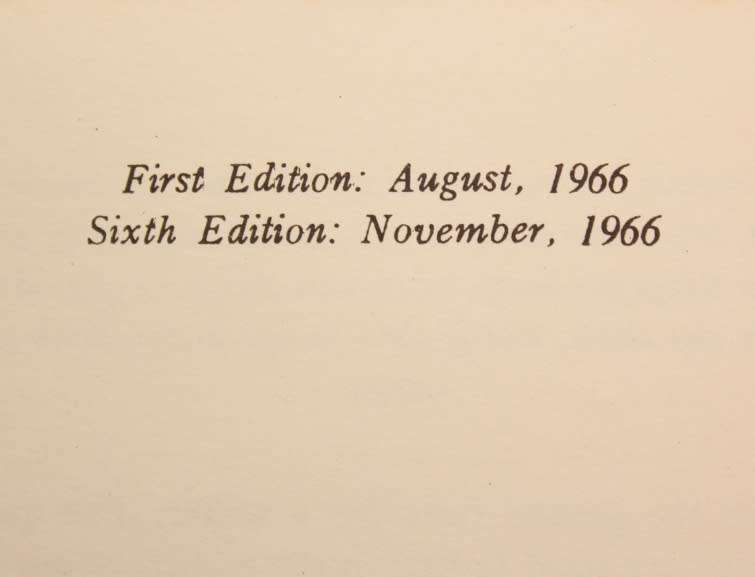 First Edition: August, 1966
Sixth Edition: November, 1966